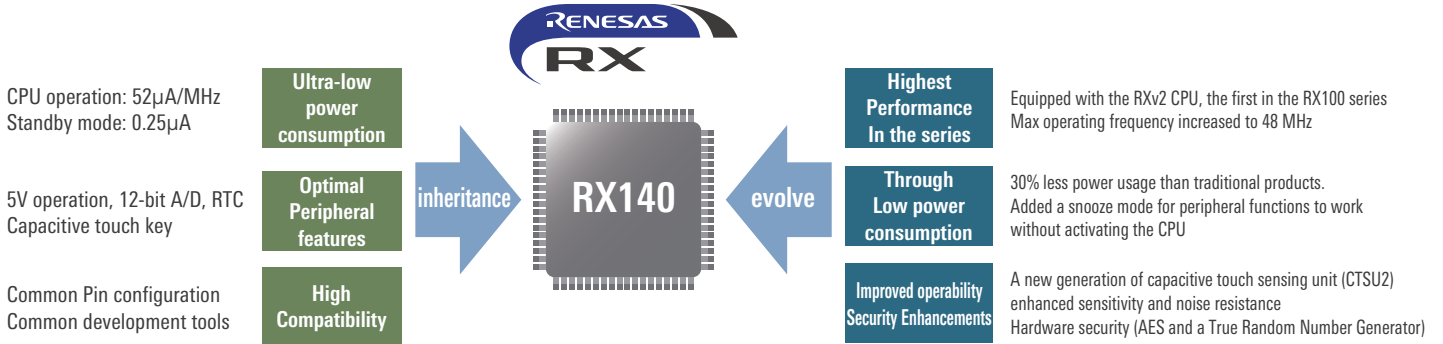 RENESAS
RX
CPU operation: 52µA/MHz
Standby mode: 0.25µA
Ultra-low
power
consumption
5V operation, 12-bit A/D, RTC
Capacitive touch key
Optimal
Peripheral
features
Common Pin configuration
Common development tools
High
Compatibility
inheritance
RX140
evolve
Highest
Performance
In the series
Equipped with the RXv2 CPU, the first in the RX100 series
Max operating frequency increased to 48 MHz
Through
Low power
consumption
30% less power usage than traditional products.
Added a snooze mode for peripheral functions to work
without activating the CPU
Improved operability
Security Enhancements
A new generation of capacitive touch sensing unit (CTSU2)
enhanced sensitivity and noise resistance
Hardware security (AES and a True Random Number Generator)